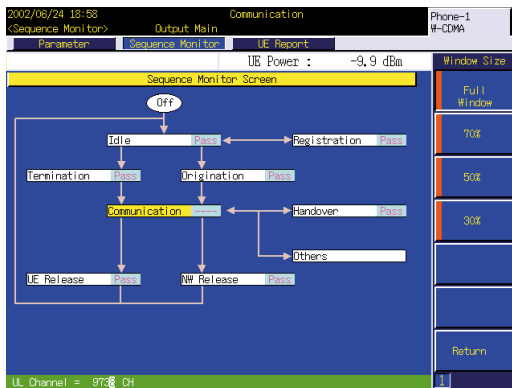 2002/06/24 18:58 Communication Phone-1
<Sequence Monitor> Output Main W-CDMA
Parameter Sequence Monitor UE Report
UE Power : -9.9 dBm Window Size
Sequence Monitor Screen
Off
Full
Window
Idle Pass Registration Pass
70%
Termination Pass Origination Pass
50%
Communication ---- Handover Pass
30%
Others
UE Release Pass NW Release Pass
Return
UL Channel = 9738 CH 1